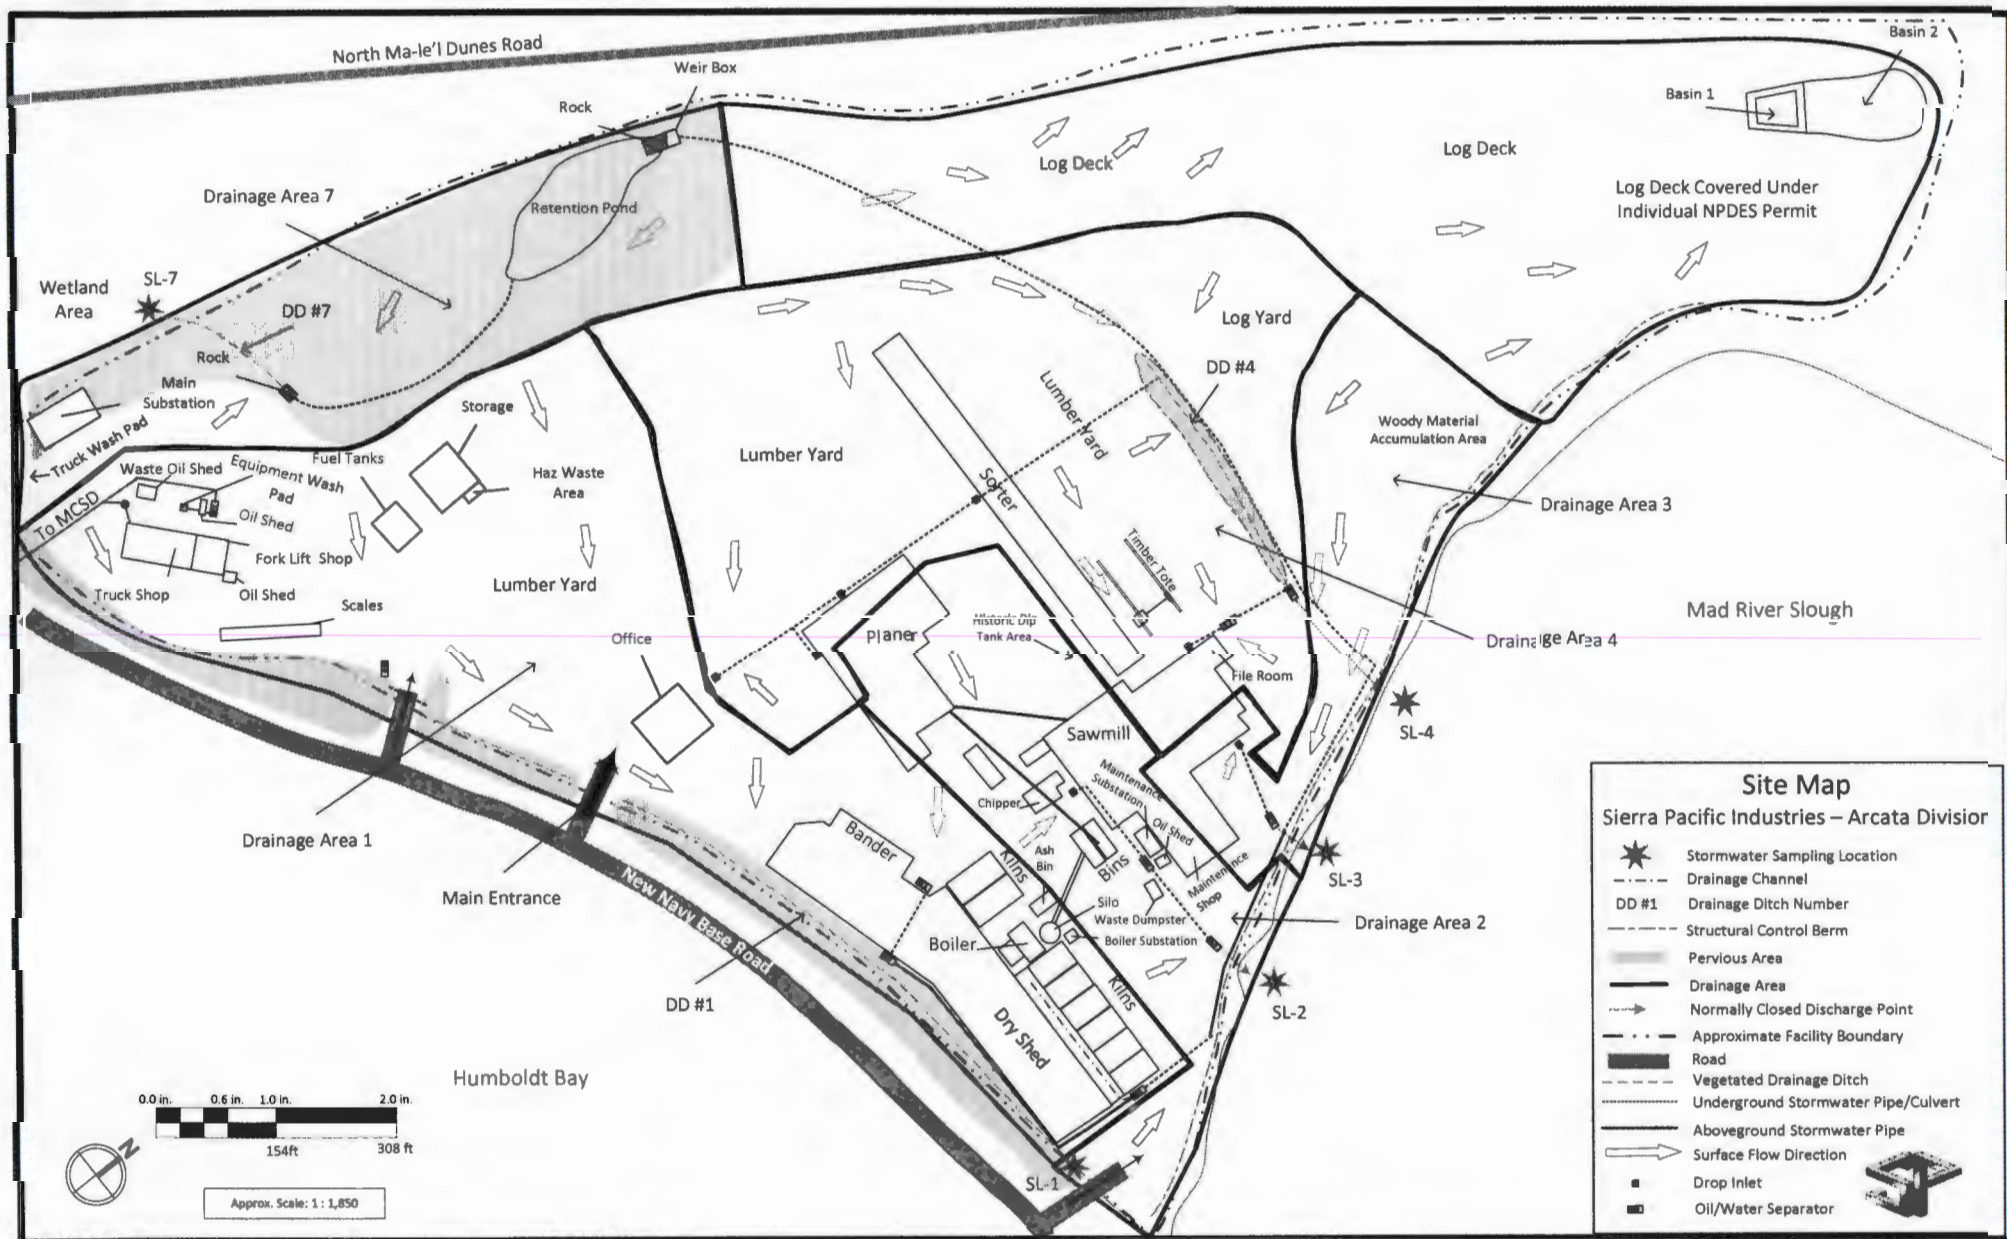 North Ma-le'l Dunes Road
Weir Box
Rock
Basin 2
Basin 1
Log Deck
Log Deck
Log Deck Covered Under
Individual NPDES Permit
Drainage Area 7
Retention Pond
Wetland
Area
SL-7
DD #7
Rock
Main
Substation
Truck Wash Pad
Storage
Log Yard
DD #4
Lumber Yard
Lumber Yard
Sorter
Woody Material
Accumulation Area
Drainage Area 3
Waste Oil Shed
Equipment Wash
Pad
Fuel Tanks
Haz Waste
Area
To MCSD
Oil Shed
Fork Lift Shop
Truck Shop
Oil Shed
Scales
Lumber Yard
Office
Timber Tote
Planer
Historic Dip
Tank Area
Mad River Slough
Drainage Area 4
File Room
SL-4
Sawmill
Maintenance
Substation
Oil Shed
Chipper
Drainage Area 1
Main Entrance
Bander
Kilns
Ash
Bin
Bins
Maintenence
Shop
SL-3
Silo
Waste Dumpster
Boiler
Boiler Substation
Drainage Area 2
New Navy Base Road
DD #1
Kilns
SL-2
Dry Shed
Humboldt Bay
SL-1
0.0 in. 0.6 in. 1.0 in. 2.0 in.
154ft 308 ft
N
Approx. Scale: 1 : 1,850
Site Map
Sierra Pacific Industries – Arcata Division
Stormwater Sampling Location
Drainage Channel
DD #1 Drainage Ditch Number
Structural Control Berm
Pervious Area
Drainage Area
Normally Closed Discharge Point
Approximate Facility Boundary
Road
Vegetated Drainage Ditch
Underground Stormwater Pipe/Culvert
Aboveground Stormwater Pipe
Surface Flow Direction
Drop Inlet
Oil/Water Separator